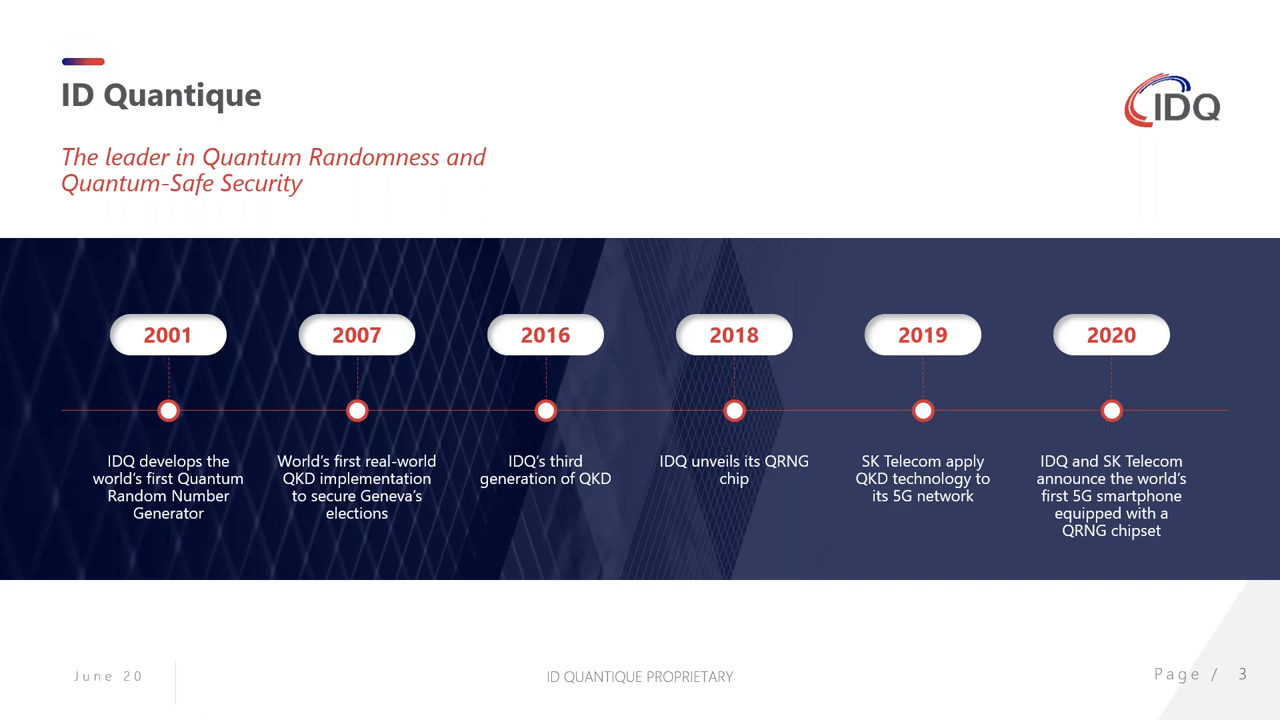 ID Quantique
IDQ
The leader in Quantum Randomness and
Quantum-Safe Security
2001
IDQ develops the
world's first Quantum
Random Number
Generator
2007
World's first real-world
QKD implementation
to secure Geneva's
elections
2016
IDQ's third
generation of QKD
2018
IDQ unveils its QRNG
chip
2019
SK Telecom apply
QKD technology to
its 5G network
2020
IDQ and SK Telecom
announce the world's
first 5G smartphone
equipped with a
QRNG chipset
June 20
ID QUANTIQUE PROPRIETARY
Page / 3